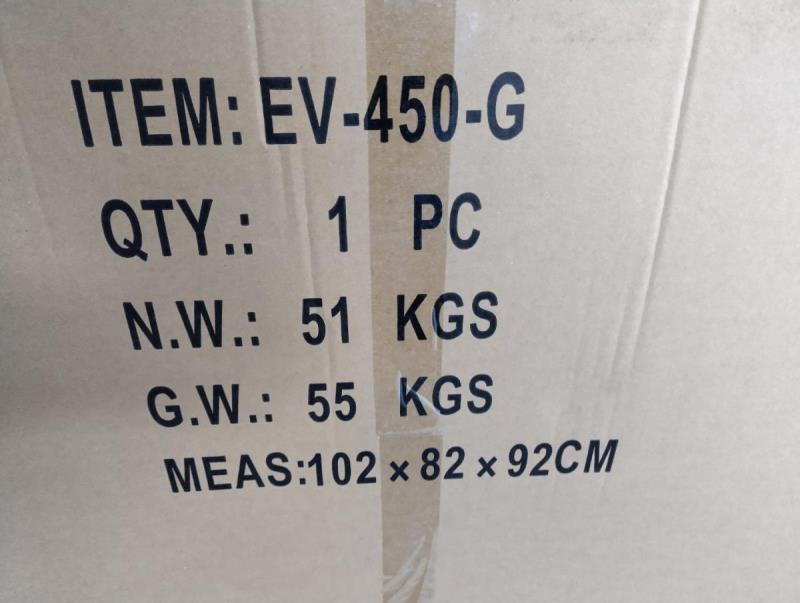 ITEM: EV-450-G
QTY.: 1 PC
N.W.: 51 KGS
G.W.: 55 KGS
MEAS:102 × 82 × 92CM